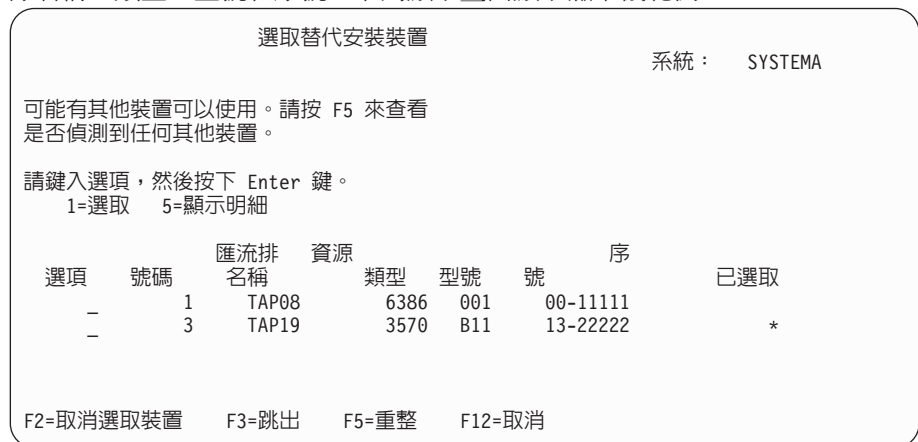 選取替代安裝裝置
系統： SYSTEMA
可能有其他裝置可以使用。請按 F5 來查看
是否偵測到任何其他裝置。
請鍵入選項，然後按下 Enter 鍵。
1=選取 5=顯示明細
匯流排 資源 序
選項 號碼 名稱 類型 型號 號 已選取
_ 1 TAP08 6386 001 00-11111
_ 3 TAP19 3570 B11 13-22222 *
F2=取消選取裝置 F3=跳出 F5=重整 F12=取消